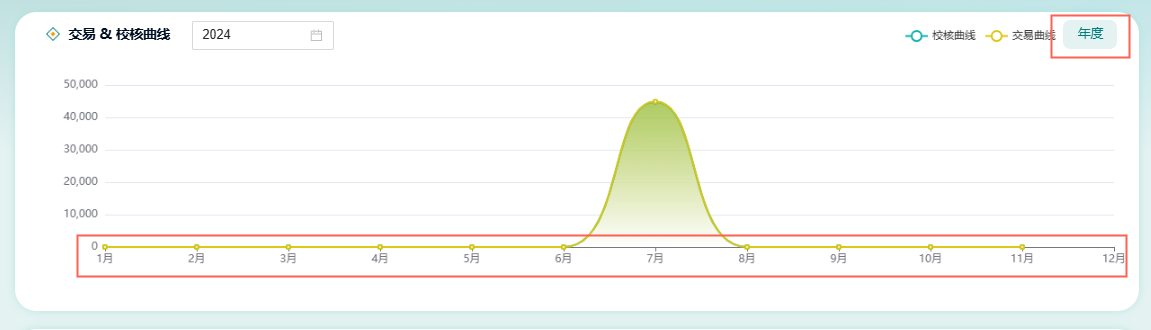 交易 & 校核曲线
2024
校核曲线
交易曲线
年度
50,000
40,000
30,000
20,000
10,000
0
1月 2月 3月 4月 5月 6月 7月 8月 9月 10月 11月 12月